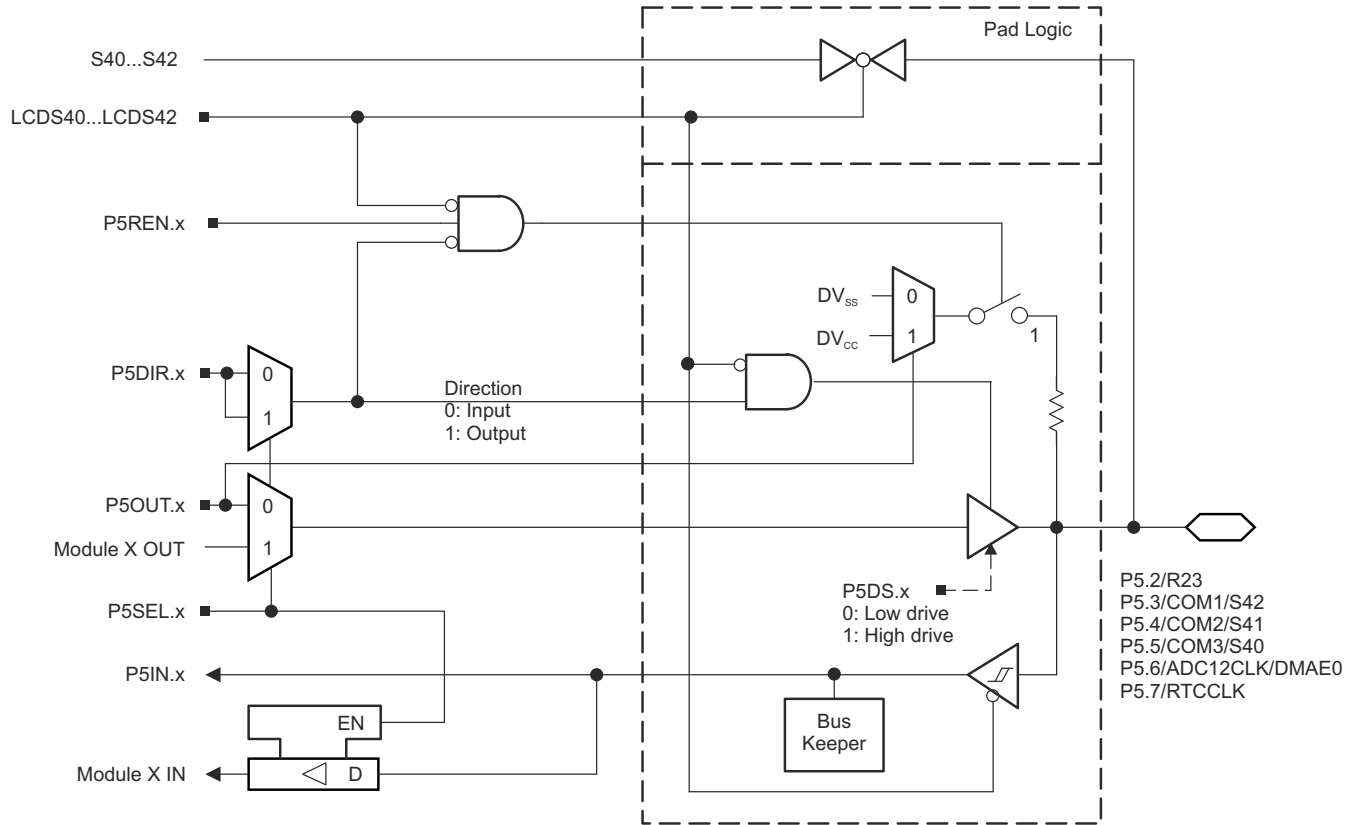 Pad Logic
S40...S42
LCDS40...LCDS42
P5REN.x
DVSS
0
DVCC
1
1
P5DIR.x
0
1
Direction
0: Input
1: Output
P5OUT.x
0
Module X OUT
1
P5SEL.x
P5DS.x
0: Low drive
1: High drive
P5.2/R23
P5.3/COM1/S42
P5.4/COM2/S41
P5.5/COM3/S40
P5.6/ADC12CLK/DMAE0
P5.7/RTCCLK
P5IN.x
EN
Bus
Keeper
Module X IN
D